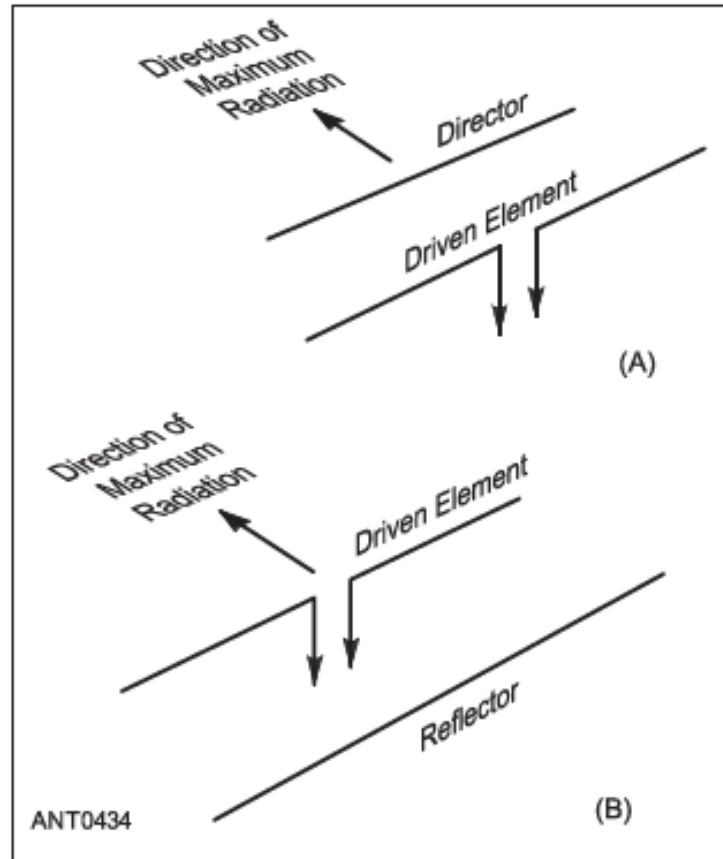 Direction of
Maximum
Radiation
Director
Driven Element
(A)
Direction of
Maximum
Radiation
Driven Element
Reflector
(B)
ANT0434